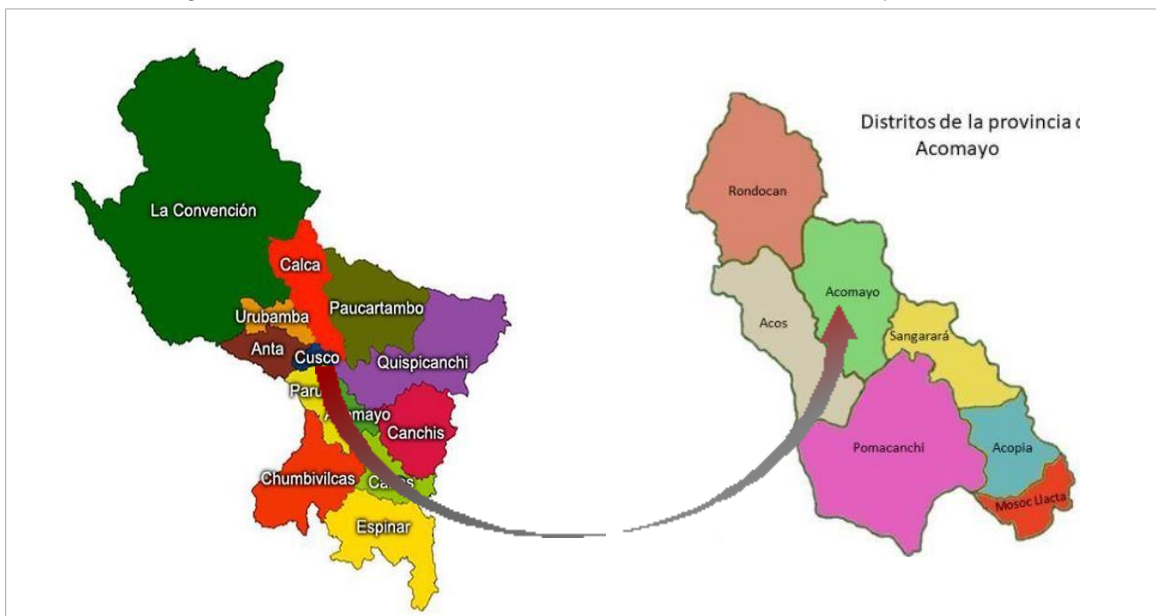 La Convención
Calca
Paucartambo
Urubamba
Anta
Cusco
Quispicanchi
Canchis
Chumbivilcas
Espinar
Distritos de la provincia
Acomayo
Rondocan
Acomayo
Acos
Sangarará
Pomacanchi
Acopia
Mosoc Llacta